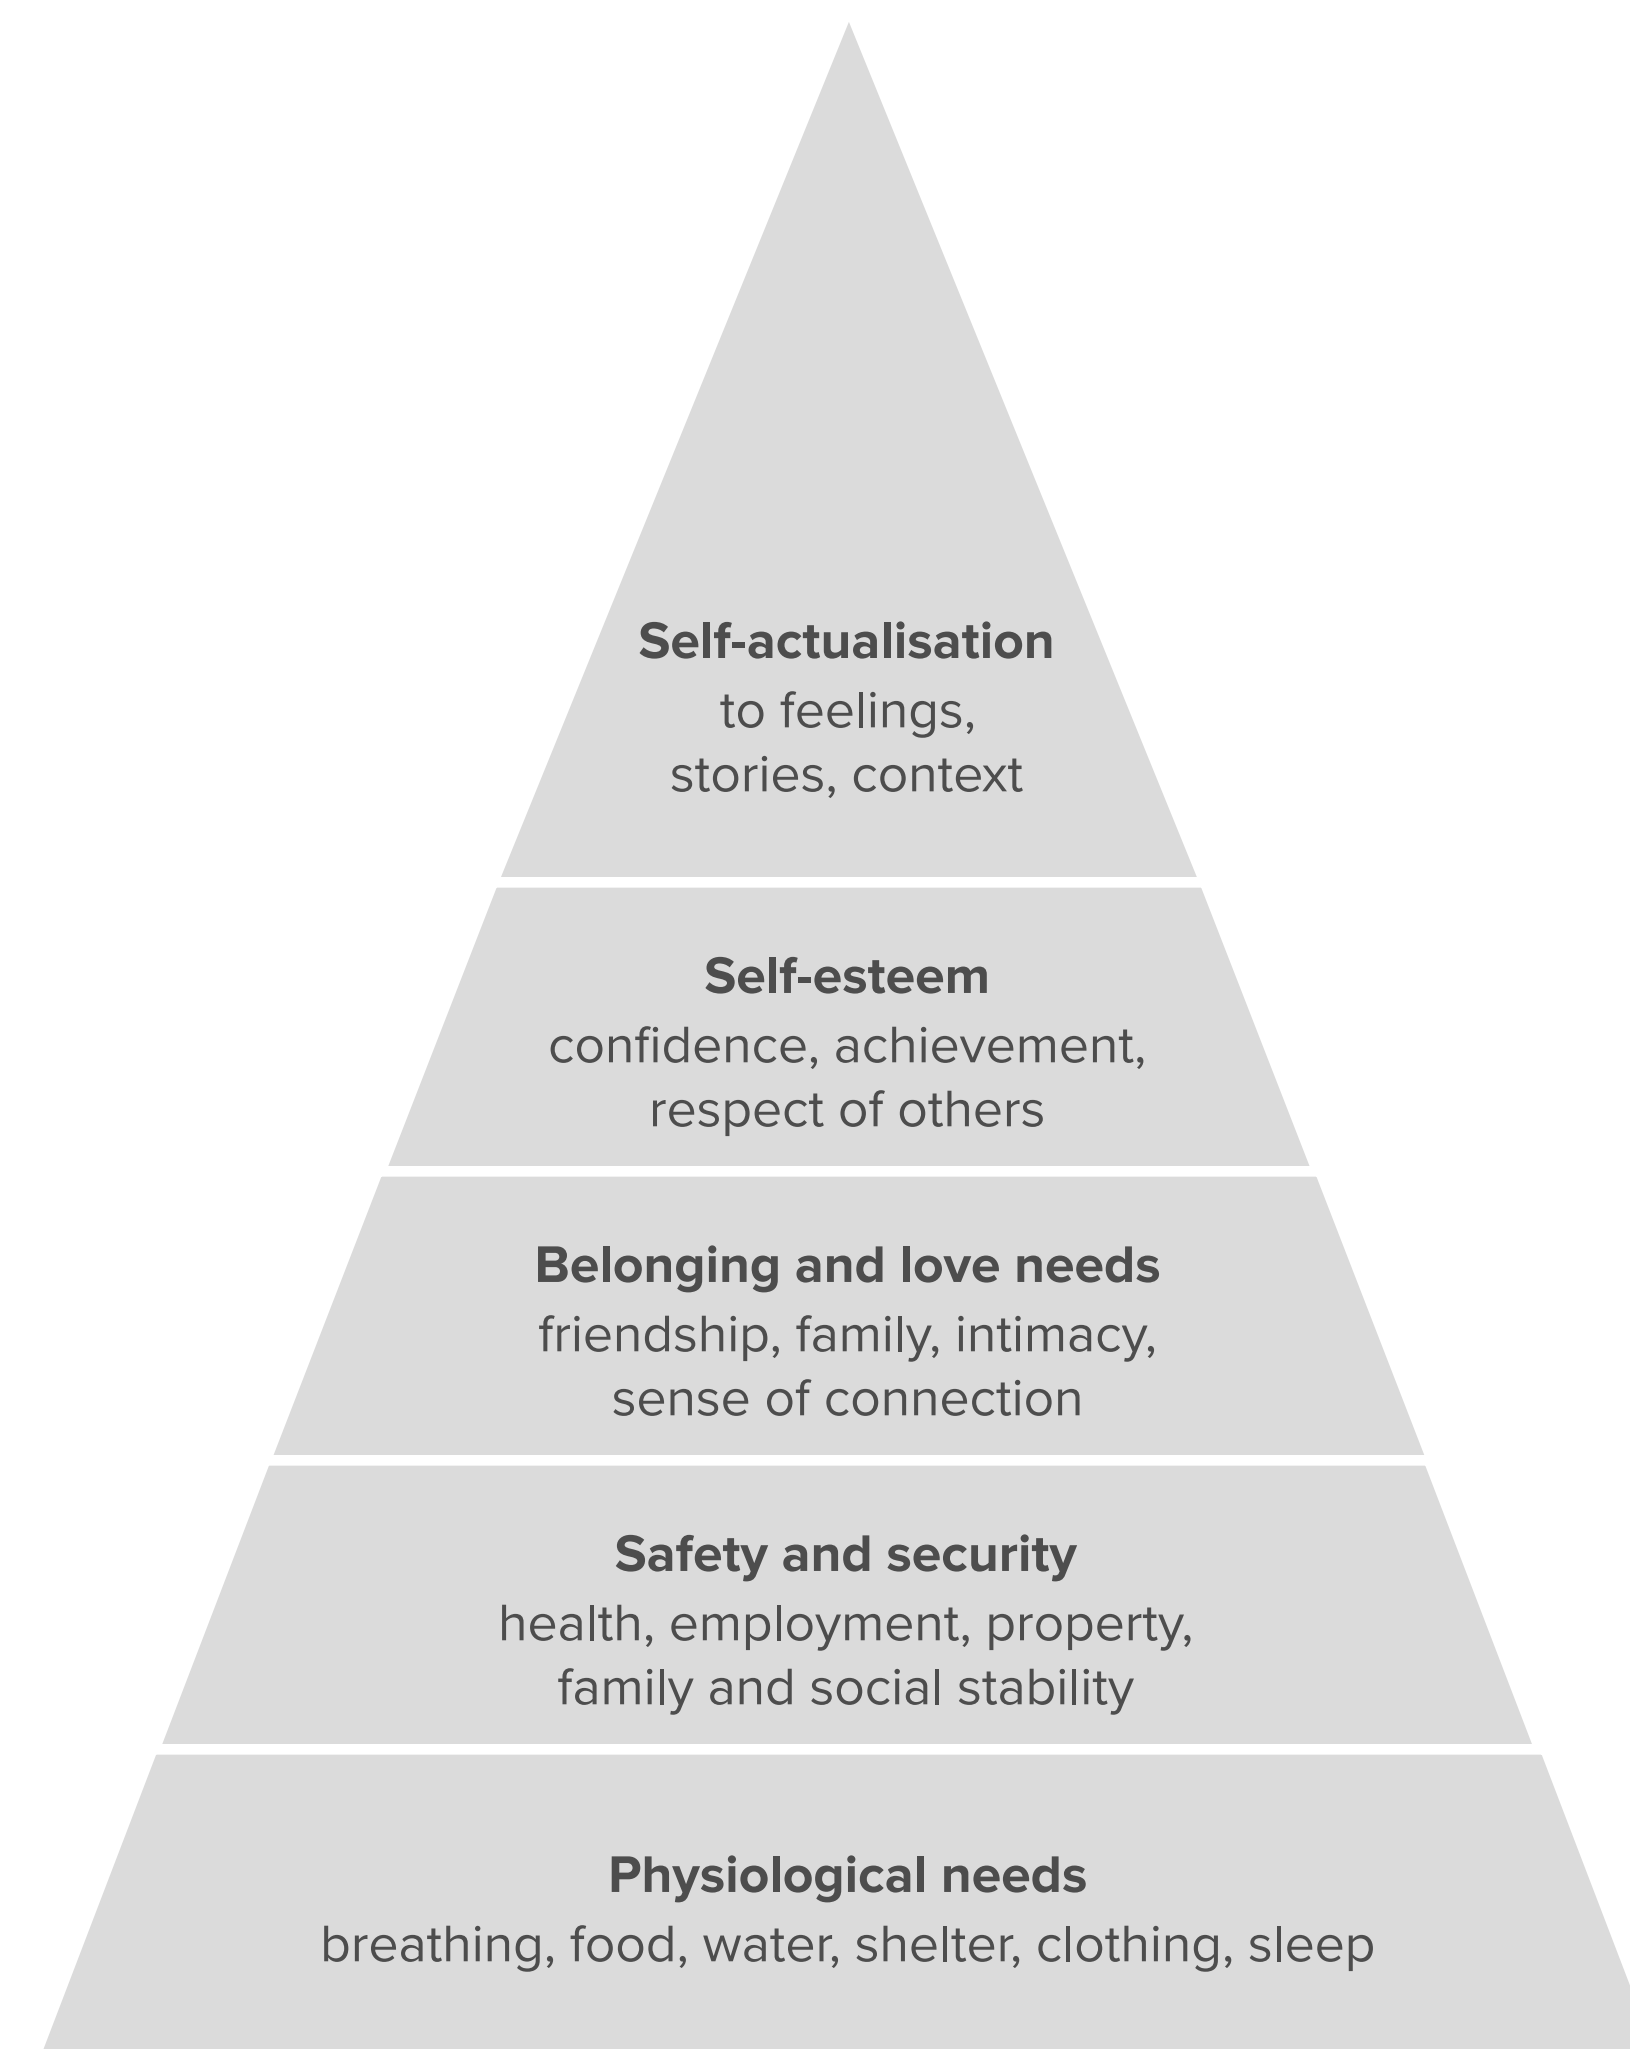 Self-actualisation
to feelings,
stories, context
Self-esteem
confidence, achievement,
respect of others
Belonging and love needs
friendship, family, intimacy,
sense of connection
Safety and security
health, employment, property,
family and social stability
Physiological needs
breathing, food, water, shelter, clothing, sleep